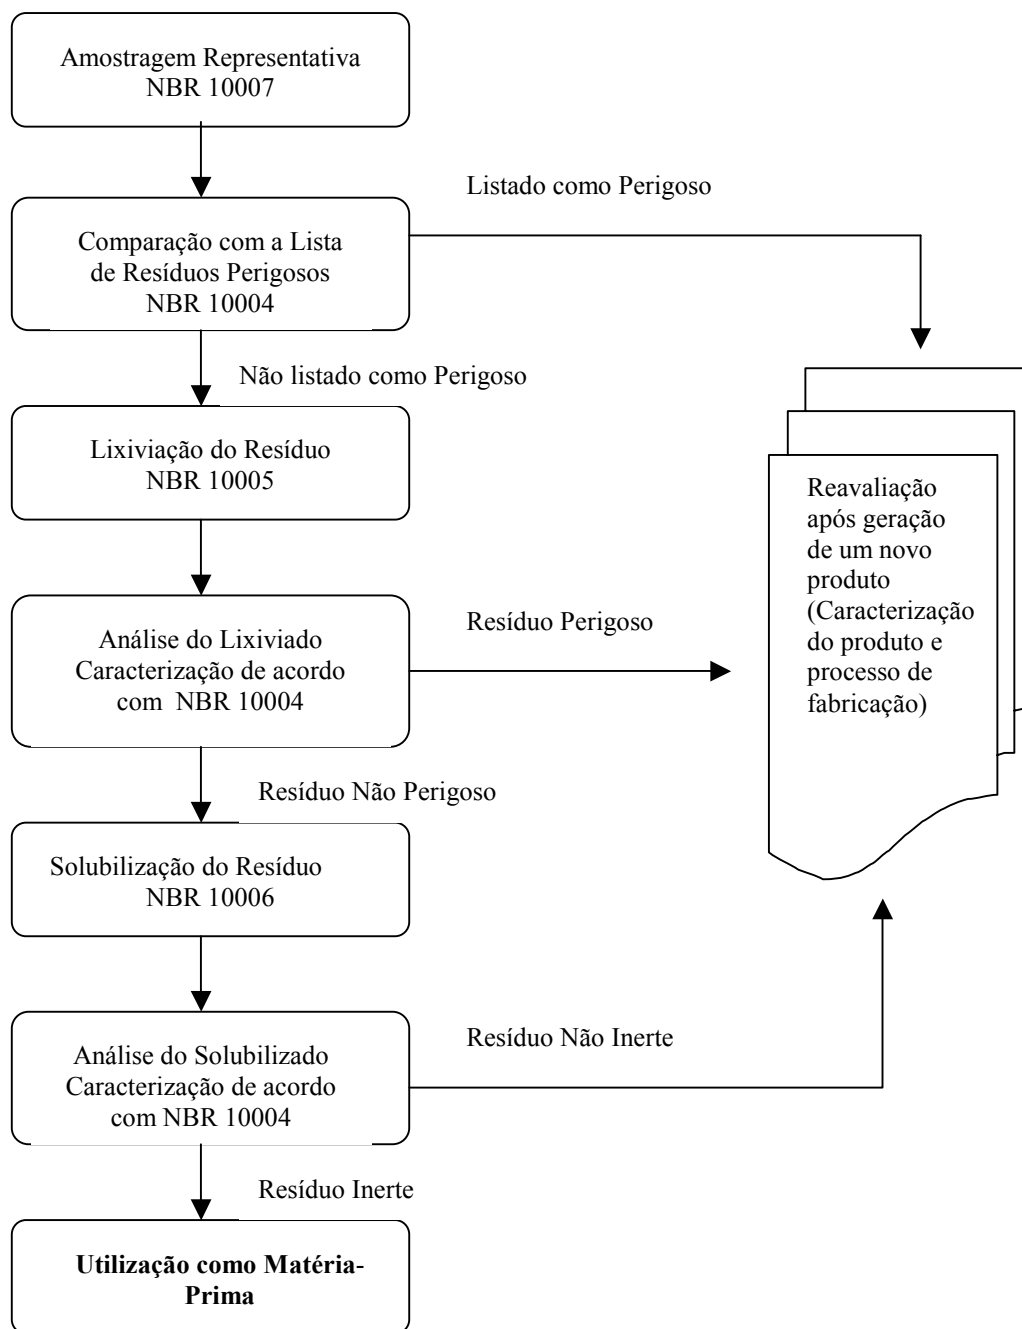 Amostragem Representativa
NBR 10007
Listado como Perigoso
Comparação com a Lista
de Resíduos Perigosos
NBR 10004
Não listado como Perigoso
Lixiviação do Resíduo
NBR 10005
Reavaliação
após geração
de um novo
produto
(Caracterização
do produto e
processo de
fabricação)
Análise do Lixiviado
Caracterização de acordo
com NBR 10004
Resíduo Perigoso
Resíduo Não Perigoso
Solubilização do Resíduo
NBR 10006
Análise do Solubilizado
Caracterização de acordo
com NBR 10004
Resíduo Não Inerte
Resíduo Inerte
Utilização como Matéria-
Prima